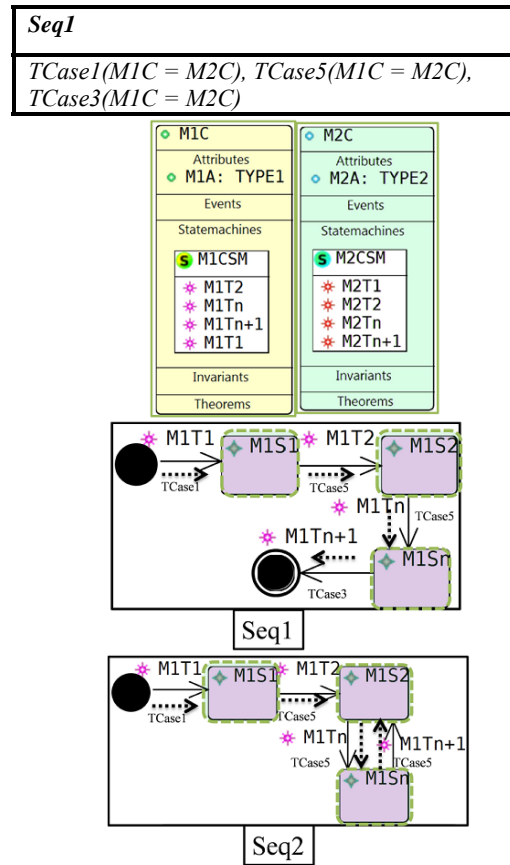 Seq1
TCase1(M1C = M2C), TCase5(M1C = M2C),
TCase3(M1C = M2C)
M1C
Attributes
M1A: TYPE1
Events
Statemachines
S M1CSM
M1T2
M1Tn
M1Tn+1
M1T1
Invariants
Theorems
M2C
Attributes
M2A: TYPE2
Events
Statemachines
S M2CSM
M2T1
M2T2
M2Tn
M2Tn+1
Invariants
Theorems
M1T1
M1S1
M1T2
M1S2
TCase1
TCase5
M1Tn
TCase5
M1Tn+1
M1Sn
TCase3
Seq1
M1T1
M1S1
M1T2
M1S2
TCase1
TCase5
M1Tn
M1Tn+1
TCase5
TCase5
M1Sn
Seq2